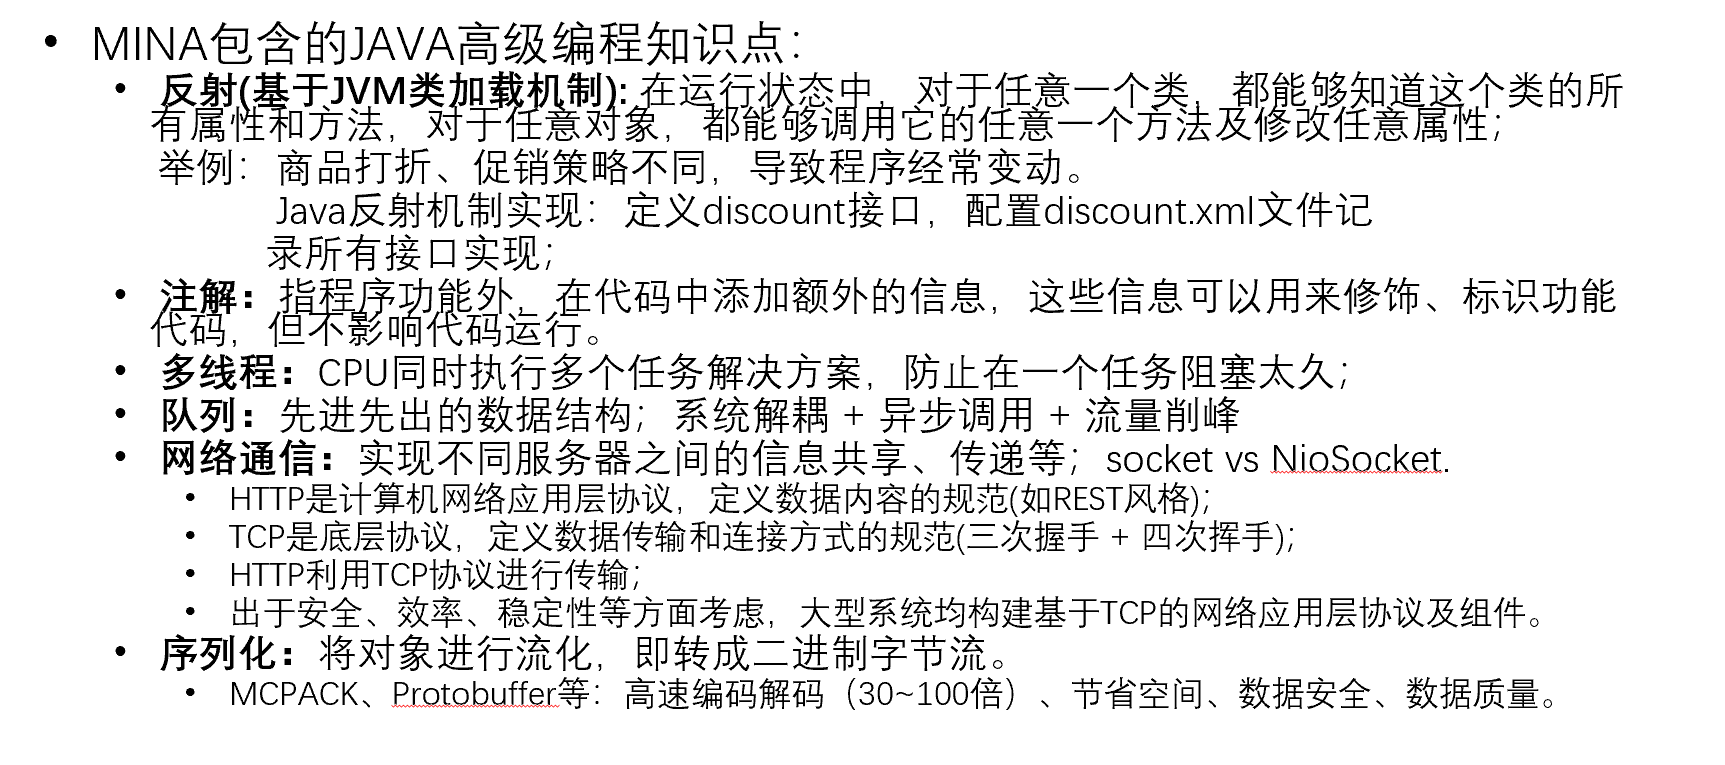 • MINA包含的JAVA高级编程知识点：
• 反射(基于JVM类加载机制): 在运行状态中，对于任意一个类，都能够知道这个类的所
有属性和方法，对于任意对象，都能够调用它的任意一个方法及修改任意属性；
举例：商品打折、促销策略不同，导致程序经常变动。
Java反射机制实现：定义discount接口，配置discount.xml文件记
录所有接口实现；
• 注解：指程序功能外，在代码中添加额外的信息，这些信息可以用来修饰、标识功能
代码，但不影响代码运行。
• 多线程：CPU同时执行多个任务解决方案，防止在一个任务阻塞太久；
• 队列：先进先出的数据结构；系统解耦 + 异步调用 + 流量削峰
• 网络通信：实现不同服务器之间的信息共享、传递等；socket vs NioSocket.
• HTTP是计算机网络应用层协议，定义数据内容的规范(如REST风格)；
• TCP是底层协议，定义数据传输和连接方式的规范(三次握手 + 四次挥手)；
• HTTP利用TCP协议进行传输；
• 出于安全、效率、稳定性等方面考虑，大型系统均构建基于TCP的网络应用层协议及组件。
• 序列化：将对象进行流化，即转成二进制字节流。
• MCPACK、Protobuffer等：高速编码解码（30~100倍）、节省空间、数据安全、数据质量。